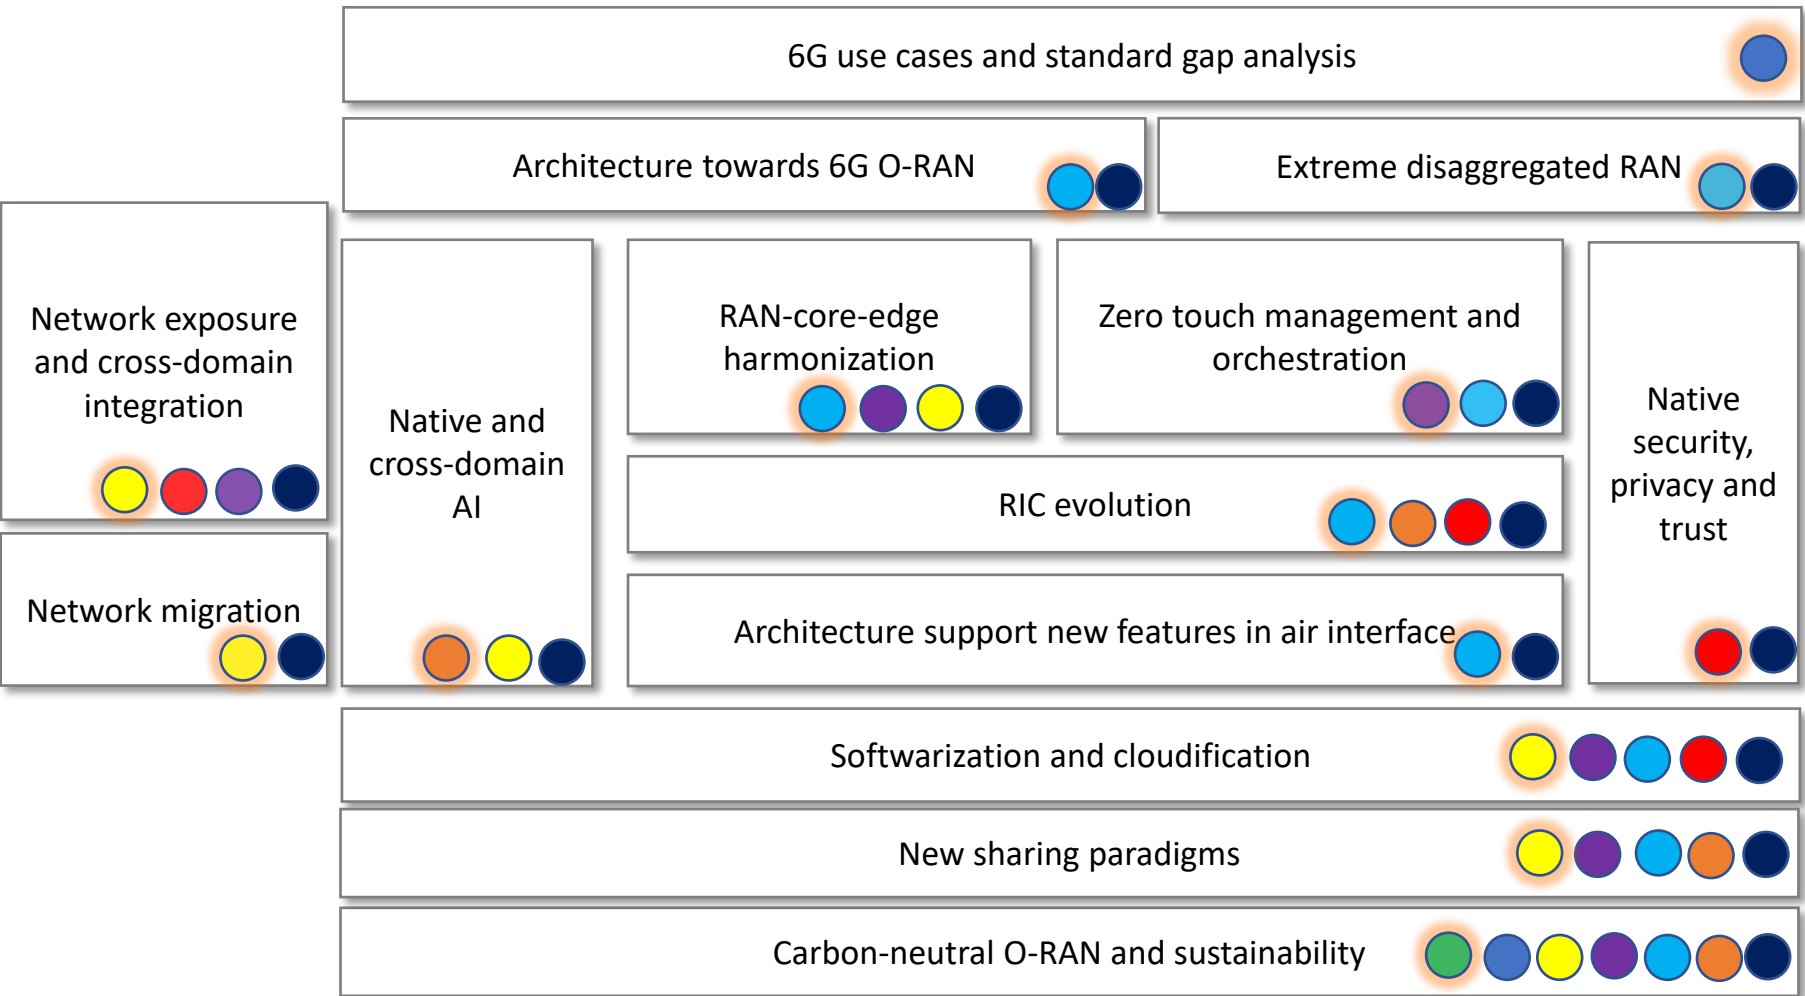 6G use cases and standard gap analysis
Architecture towards 6G O-RAN
Extreme disaggregated RAN
Network exposure
and cross-domain
integration
Native and
cross-domain
AI
RAN-core-edge
harmonization
Zero touch management and
orchestration
Native
security,
privacy and
trust
RIC evolution
Network migration
Architecture support new features in air interface
Softwarization and cloudification
New sharing paradigms
Carbon-neutral O-RAN and sustainability